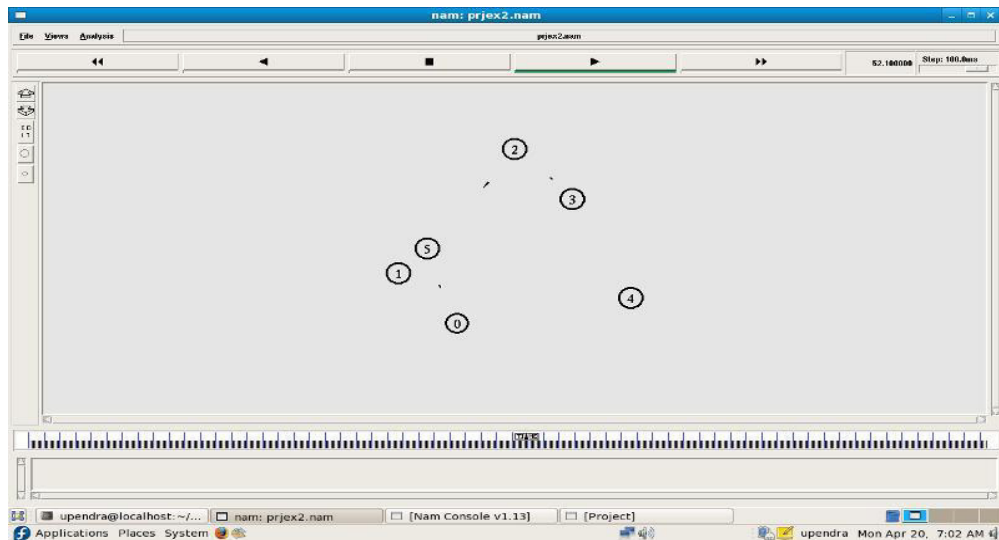 nam: prjex2.nam
File Views Analysis prjex2.nam
52.100000 Step: 100.0ms
2
3
5
1
4
0
TIME
upendra@localhost:~/... nam: prjex2.nam [Nam Console v1.13] [Project]
Applications Places System upendra Mon Apr 20, 7:02 AM